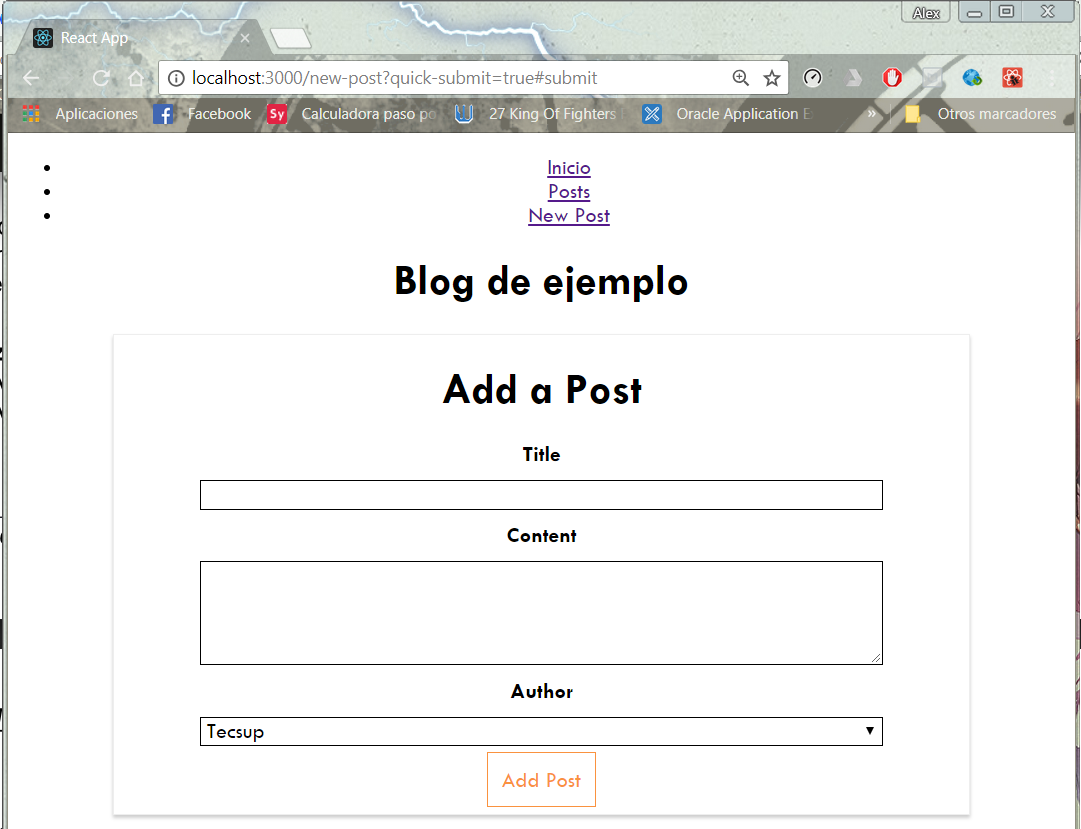 Alex
React App
localhost:3000/new-post?quick-submit=true#submit
Aplicaciones Facebook Sy Calculadora paso po 27 King Of Fighters Oracle Application E » Otros marcadores
Inicio
Posts
New Post
Blog de ejemplo
Add a Post
Title
Content
Author
Tecsup
Add Post